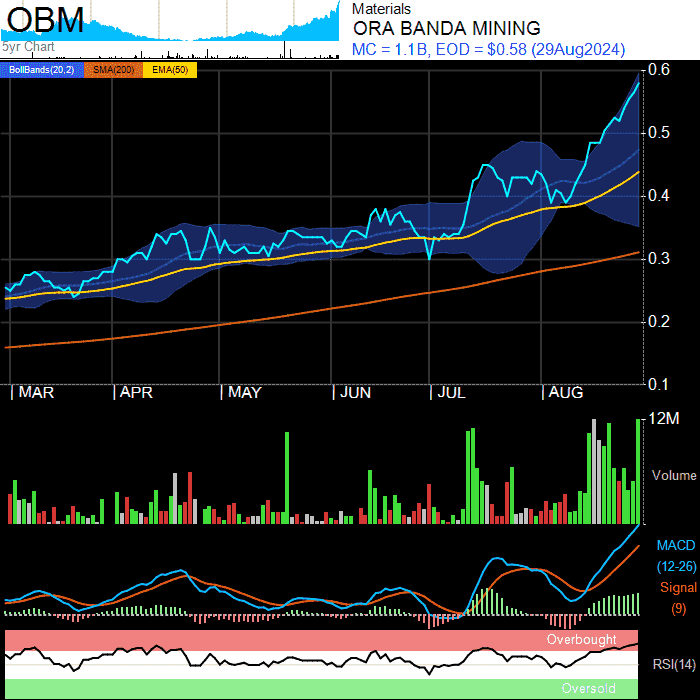 OBM
5yr Chart
Materials
ORA BANDA MINING
MC = 1.1B, EOD = $0.58 (29Aug2024)
BollBands(20,2) SMA(200) EMA(50)
0.6
0.5
0.4
0.3
0.2
0.1
MAR APR MAY JUN JUL AUG
12M
Volume
MACD
(12-26)
Signal
(9)
Overbought
RSI(14)
Oversold